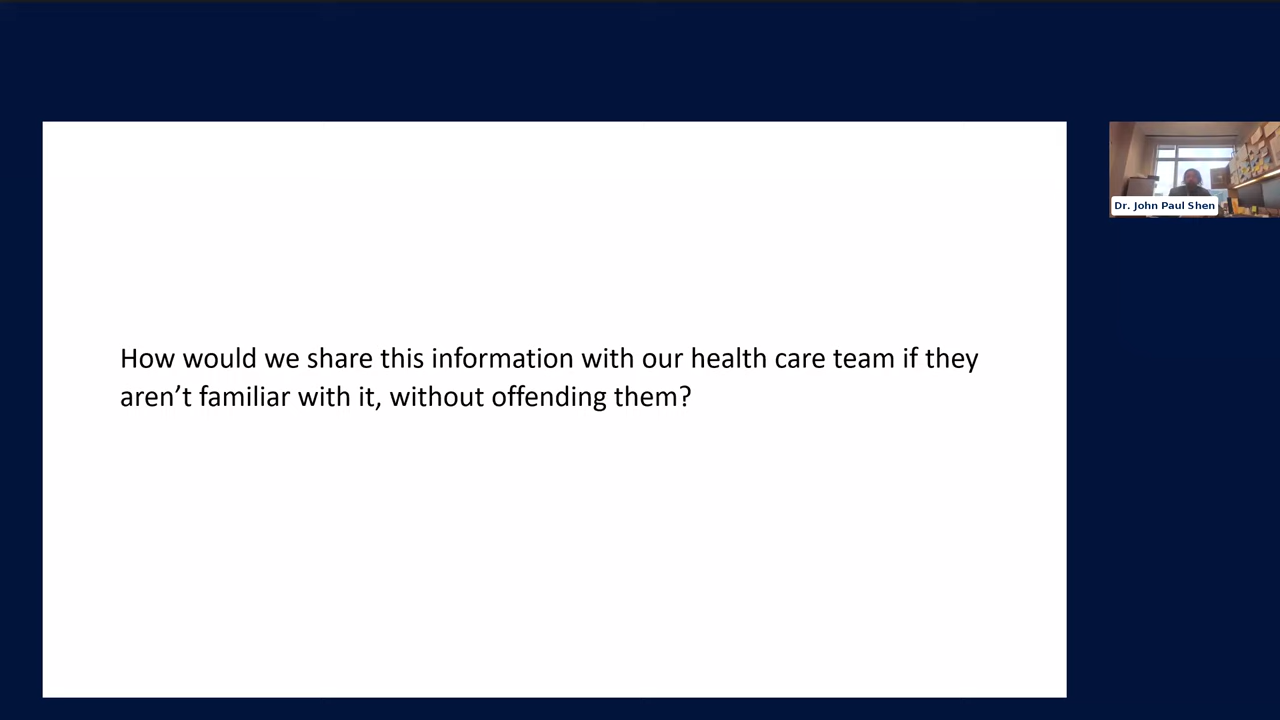 How would we share this information with our health care team if they
aren’t familiar with it, without offending them?
Dr. John Paul Shen